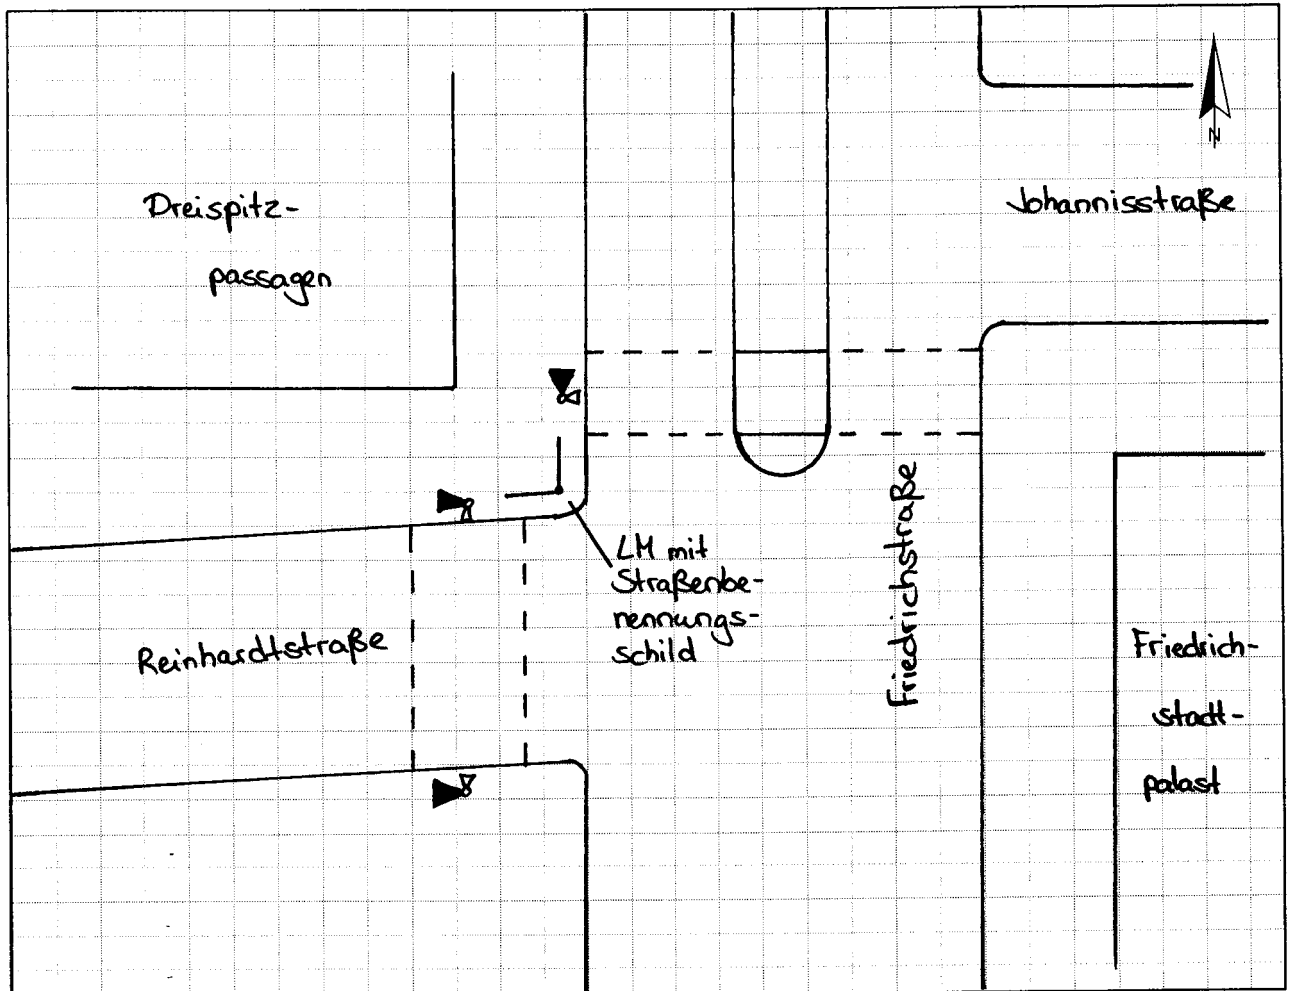 N
Dreispitz-
passagen
Johannisstraße
Friedrichstraße
LM mit
Straßenbe-
nennungs-
schild
Reinhardtstraße
Friedrich-
stadt-
palast